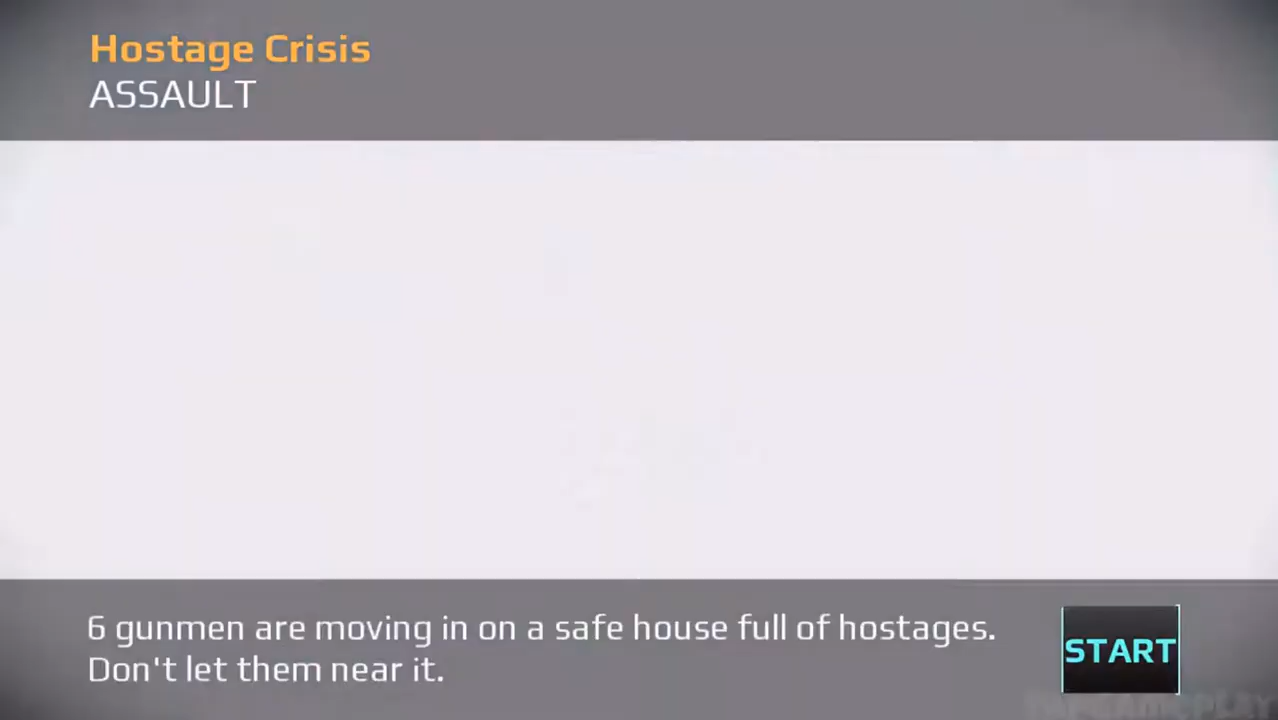 Hostage Crisis
ASSAULT
6 gunmen are moving in on a safe house full of hostages.
Don't let them near it.
START